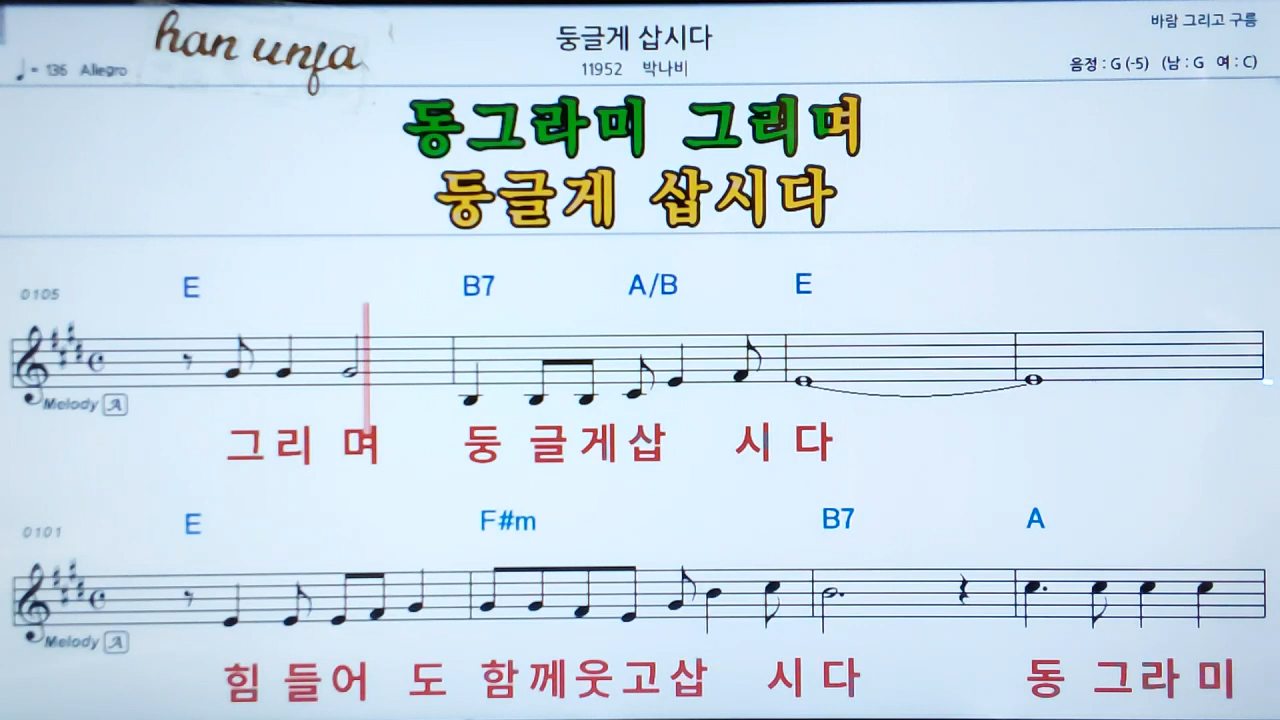 han unja
둥글게 삽시다
바람 그리고 구름
♩= 136 Allegro
11952 박나비
음정 : G (-5) (남 : G 여 : C)
동그라미 그리며
둥글게 삽시다
0105 E B7 A/B E
Melody A
그리며 둥글게삽 시다
0101 E F#m B7 A
Melody A
힘들어도 함께웃고삽 시다 동그라미